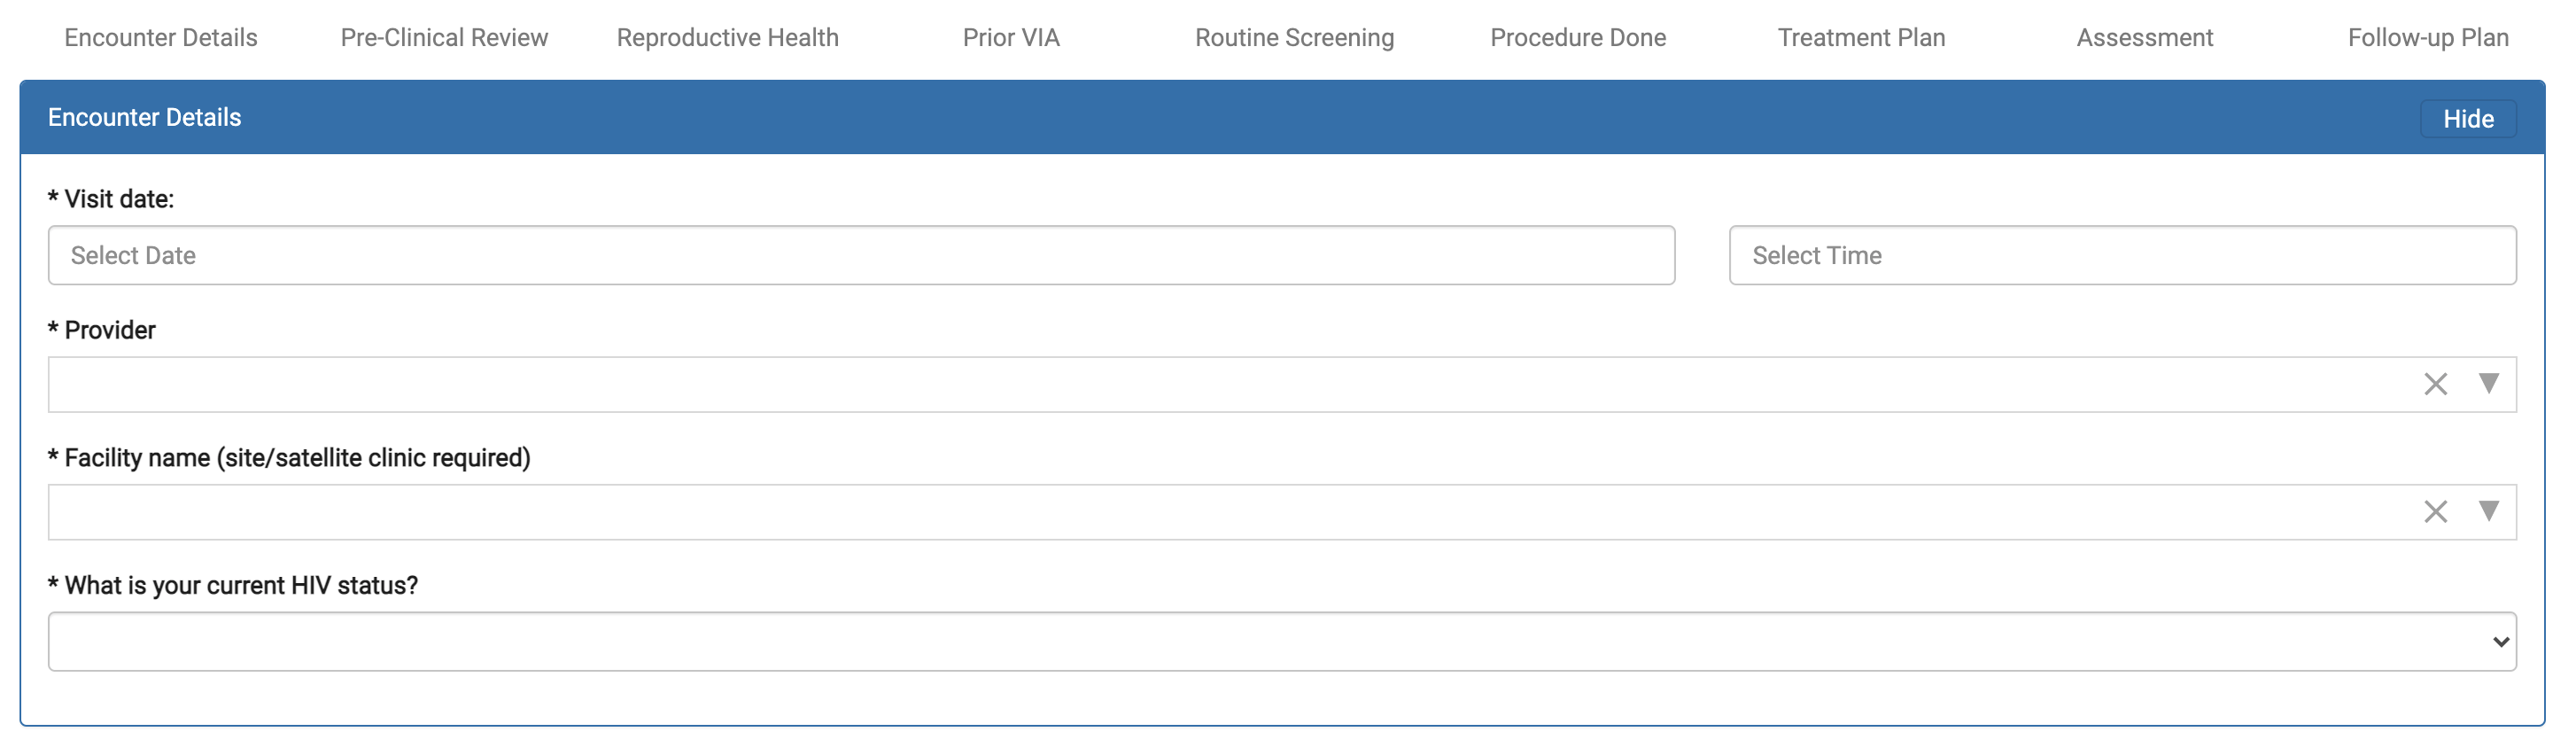 Encounter Details Pre-Clinical Review Reproductive Health Prior VIA Routine Screening Procedure Done Treatment Plan Assessment Follow-up Plan
Encounter Details Hide
* Visit date:
Select Date Select Time
* Provider
* Facility name (site/satellite clinic required)
* What is your current HIV status?